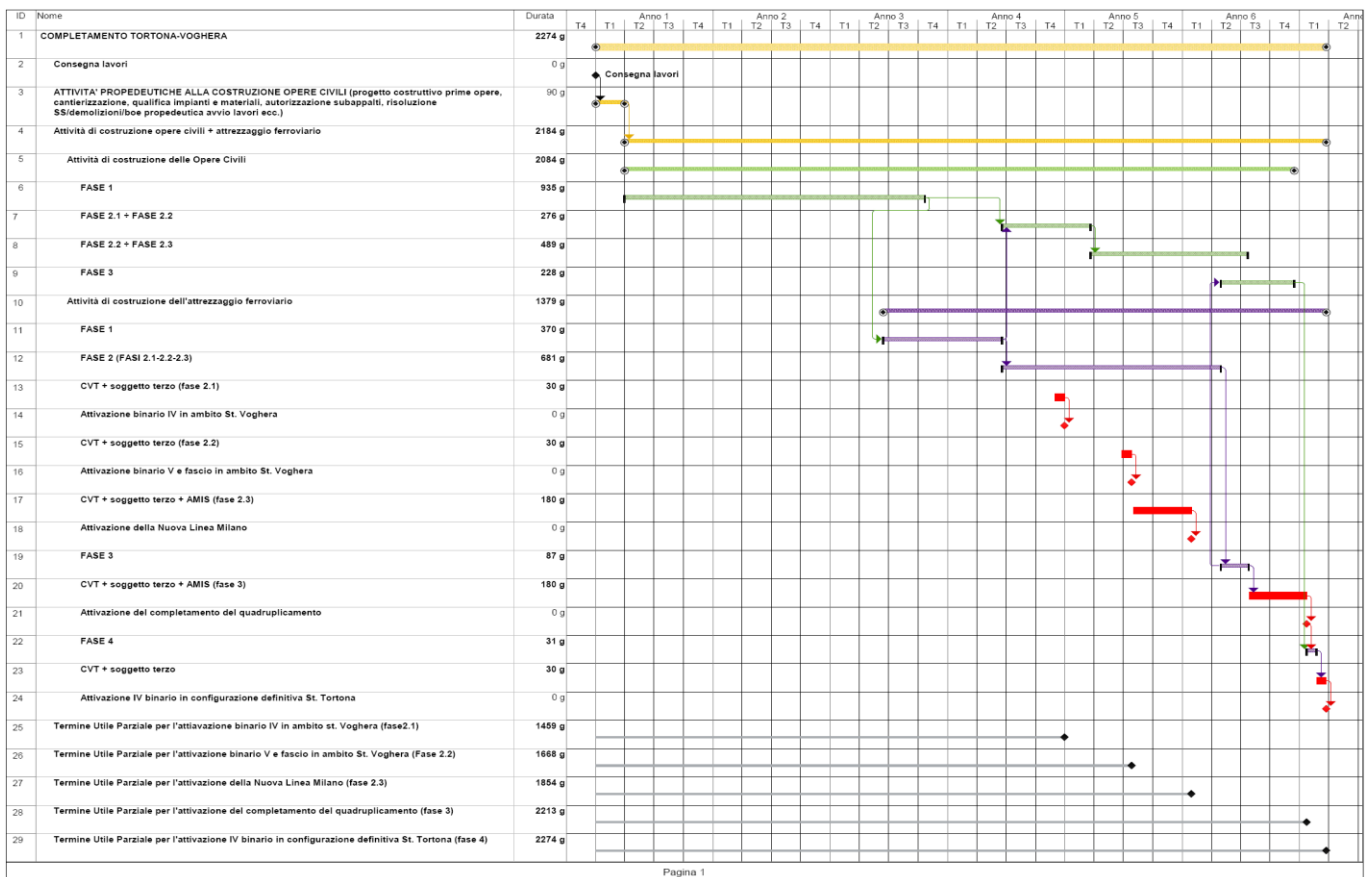 ID Nome Durata Anno 1 Anno 2 Anno 3 Anno 4 Anno 5 Anno 6 Ann
T4 T1 T2 T3 T4 T1 T2 T3 T4 T1 T2 T3 T4 T1 T2 T3 T4 T1 T2 T3 T4 T1 T2 T3 T4 T1 T2
1 COMPLETAMENTO TORTONA-VOGHERA 2274 g
2 Consegna lavori 0 g
Consegna lavori
3 ATTIVITA' PROPEDEUTICHE ALLA COSTRUZIONE OPERE CIVILI (progetto costruttivo prime opere, 90 g
cantierizzazione, qualifica impianti e materiali, autorizzazione subappalti, risoluzione
SS/demolizioni/boe propedeutica avvio lavori ecc.)
4 Attività di costruzione opere civili + attrezzaggio ferroviario 2184 g
5 Attività di costruzione delle Opere Civili 2084 g
6 FASE 1 935 g
7 FASE 2.1 + FASE 2.2 276 g
8 FASE 2.2 + FASE 2.3 489 g
9 FASE 3 228 g
10 Attività di costruzione dell'attrezzaggio ferroviario 1379 g
11 FASE 1 370 g
12 FASE 2 (FASI 2.1-2.2-2.3) 681 g
13 CVT + soggetto terzo (fase 2.1) 30 g
14 Attivazione binario IV in ambito St. Voghera 0 g
15 CVT + soggetto terzo (fase 2.2) 30 g
16 Attivazione binario V e fascio in ambito St. Voghera 0 g
17 CVT + soggetto terzo + AMIS (fase 2.3) 180 g
18 Attivazione della Nuova Linea Milano 0 g
19 FASE 3 87 g
20 CVT + soggetto terzo + AMIS (fase 3) 180 g
21 Attivazione del completamento del quadruplicamento 0 g
22 FASE 4 31 g
23 CVT + soggetto terzo 30 g
24 Attivazione IV binario in configurazione definitiva St. Tortona 0 g
25 Termine Utile Parziale per l'attiavazione binario IV in ambito st. Voghera (fase2.1) 1459 g
26 Termine Utile Parziale per l'attivazione binario V e fascio in ambito St. Voghera (Fase 2.2) 1668 g
27 Termine Utile Parziale per l'attivazione della Nuova Linea Milano (fase 2.3) 1854 g
28 Termine Utile Parziale per l'attivazione del completamento del quadruplicamento (fase 3) 2213 g
29 Termine Utile Parziale per l'attivazione IV binario in configurazione definitiva St. Tortona (fase 4) 2274 g
Pagina 1